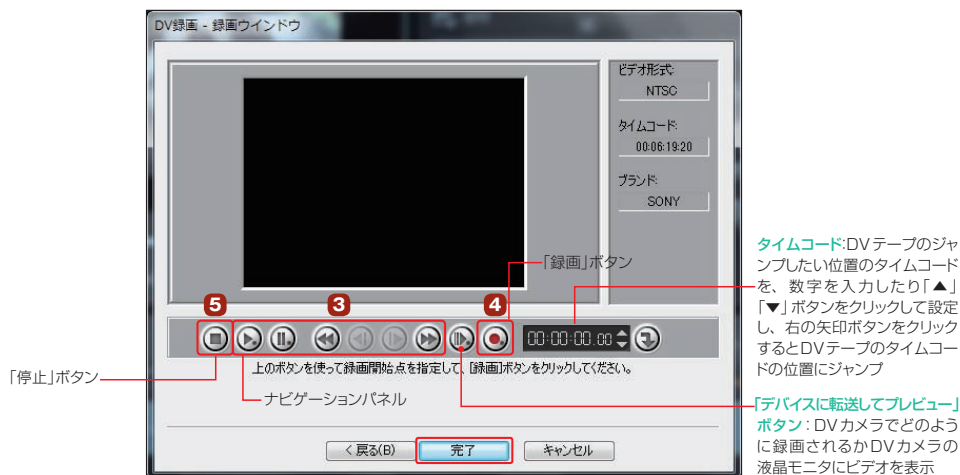 DV録画 - 録画ウインドウ
ビデオ形式:
NTSC
タイムコード:
00:06:19:20
ブランド:
SONY
「録画」ボタン
5
3
4
00:00:00.00
上のボタンを使って録画開始点を指定して、[録画]ボタンをクリックしてください。
「停止」ボタン
ナビゲーションパネル
< 戻る(B)
完了
キャンセル
タイムコード:DVテープのジャ
ンプしたい位置のタイムコード
を、数字を入力したり「▲」
「▼」ボタンをクリックして設定
し、右の矢印ボタンをクリック
するとDVテープのタイムコー
ドの位置にジャンプ
「デバイスに転送してプレビュー」
ボタン:DVカメラでどのよう
に録画されるかDVカメラの
液晶モニタにビデオを表示